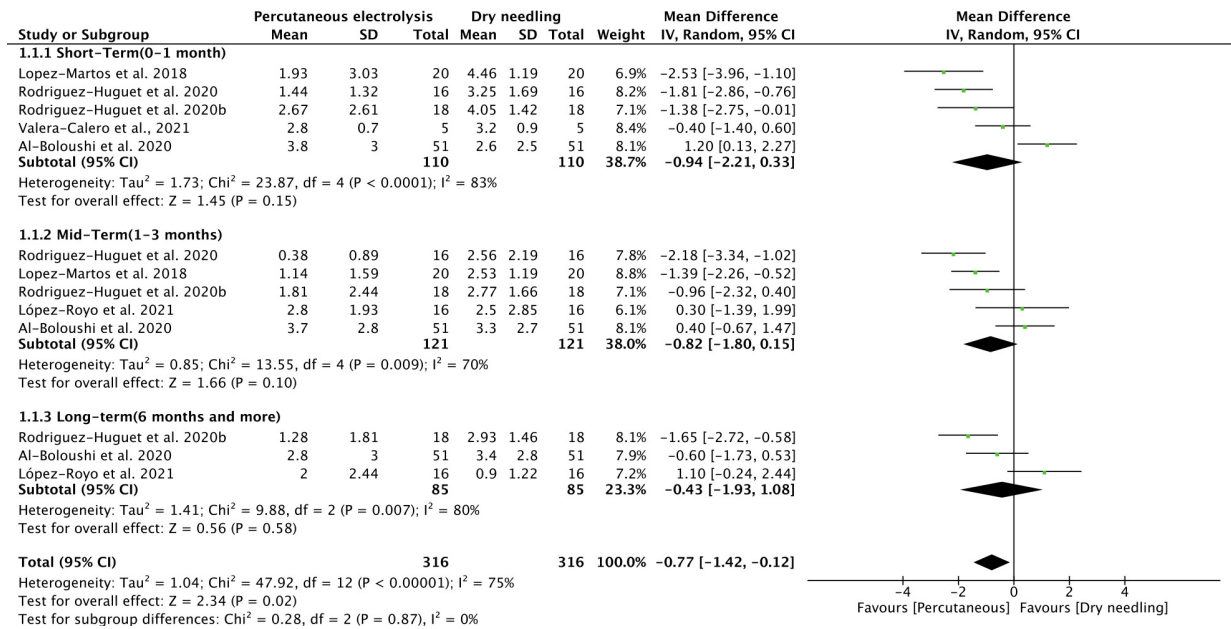 Percutaneous electrolysis Dry needling Mean Difference Mean Difference
Study or Subgroup Mean SD Total Mean SD Total Weight IV, Random, 95% CI IV, Random, 95% CI
1.1.1 Short-Term(0-1 month)
Lopez-Martos et al. 2018 1.93 3.03 20 4.46 1.19 20 6.9% -2.53 [-3.96, -1.10]
Rodriguez-Huguet et al. 2020 1.44 1.32 16 3.25 1.69 16 8.2% -1.81 [-2.86, -0.76]
Rodriguez-Huguet et al. 2020b 2.67 2.61 18 4.05 1.42 18 7.1% -1.38 [-2.75, -0.01]
Valera-Calero et al., 2021 2.8 0.7 5 3.2 0.9 5 8.4% -0.40 [-1.40, 0.60]
Al-Boloushi et al. 2020 3.8 3 51 2.6 2.5 51 8.1% 1.20 [0.13, 2.27]
Subtotal (95% CI) 110 110 38.7% -0.94 [-2.21, 0.33]
Heterogeneity: Tau² = 1.73; Chi² = 23.87, df = 4 (P < 0.0001); I² = 83%
Test for overall effect: Z = 1.45 (P = 0.15)
1.1.2 Mid-Term(1-3 months)
Rodriguez-Huguet et al. 2020 0.38 0.89 16 2.56 2.19 16 7.8% -2.18 [-3.34, -1.02]
Lopez-Martos et al. 2018 1.14 1.59 20 2.53 1.19 20 8.8% -1.39 [-2.26, -0.52]
Rodriguez-Huguet et al. 2020b 1.81 2.44 18 2.77 1.66 18 7.1% -0.96 [-2.32, 0.40]
López-Royo et al. 2021 2.8 1.93 16 2.5 2.85 16 6.1% 0.30 [-1.39, 1.99]
Al-Boloushi et al. 2020 3.7 2.8 51 3.3 2.7 51 8.1% 0.40 [-0.67, 1.47]
Subtotal (95% CI) 121 121 38.0% -0.82 [-1.80, 0.15]
Heterogeneity: Tau² = 0.85; Chi² = 13.55, df = 4 (P = 0.009); I² = 70%
Test for overall effect: Z = 1.66 (P = 0.10)
1.1.3 Long-term(6 months and more)
Rodriguez-Huguet et al. 2020b 1.28 1.81 18 2.93 1.46 18 8.1% -1.65 [-2.72, -0.58]
Al-Boloushi et al. 2020 2.8 3 51 3.4 2.8 51 7.9% -0.60 [-1.73, 0.53]
López-Royo et al. 2021 2 2.44 16 0.9 1.22 16 7.2% 1.10 [-0.24, 2.44]
Subtotal (95% CI) 85 85 23.3% -0.43 [-1.93, 1.08]
Heterogeneity: Tau² = 1.41; Chi² = 9.88, df = 2 (P = 0.007); I² = 80%
Test for overall effect: Z = 0.56 (P = 0.58)
Total (95% CI) 316 316 100.0% -0.77 [-1.42, -0.12]
Heterogeneity: Tau² = 1.04; Chi² = 47.92, df = 12 (P < 0.00001); I² = 75%
Test for overall effect: Z = 2.34 (P = 0.02)
Test for subgroup differences: Chi² = 0.28, df = 2 (P = 0.87), I² = 0%
-4 -2 0 2 4
Favours [Percutaneous] Favours [Dry needling]